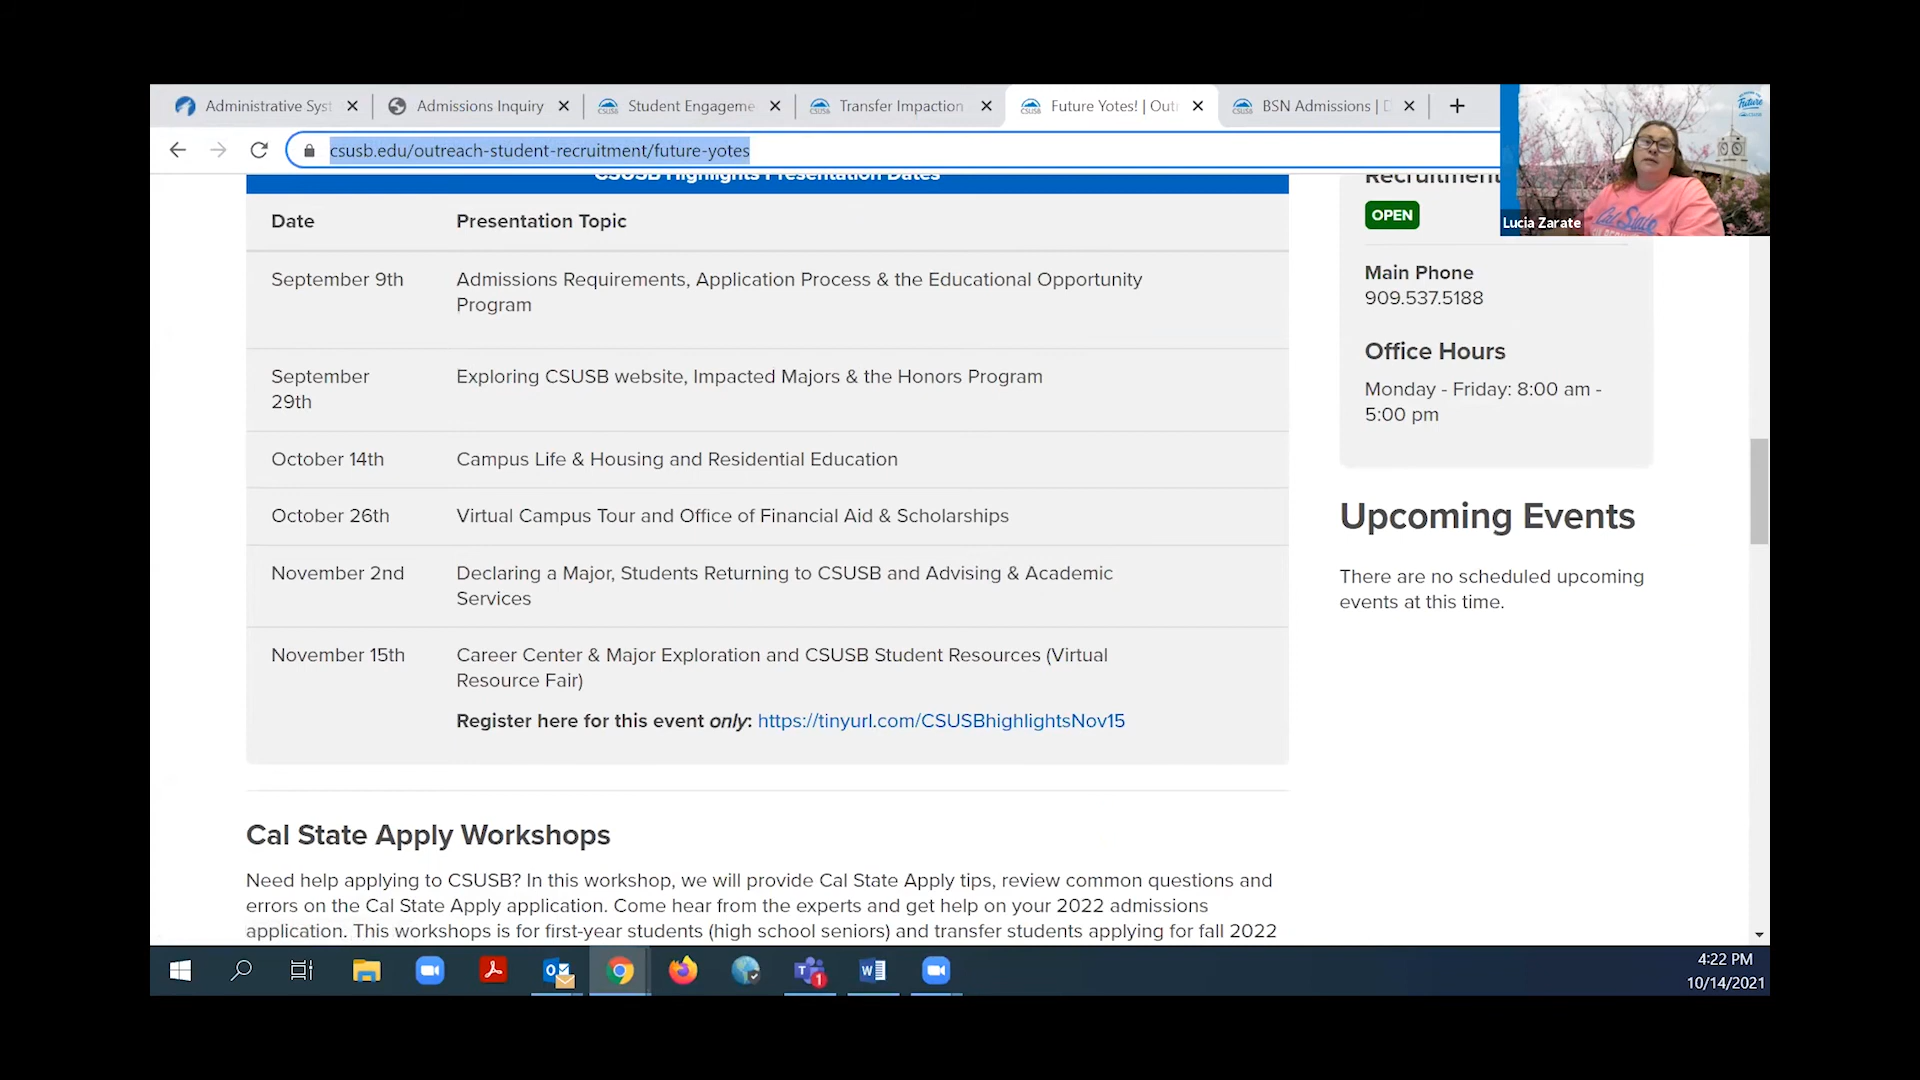 Administrative Syst
Admissions Inquiry
Student Engageme
Transfer Impaction
Future Yotes! | Out
BSN Admissions | D
csusb.edu/outreach-student-recruitment/future-yotes
CSUSB Highlights Presentation Dates
Date Presentation Topic
September 9th Admissions Requirements, Application Process & the Educational Opportunity
Program
September Exploring CSUSB website, Impacted Majors & the Honors Program
29th
October 14th Campus Life & Housing and Residential Education
October 26th Virtual Campus Tour and Office of Financial Aid & Scholarships
November 2nd Declaring a Major, Students Returning to CSUSB and Advising & Academic
Services
November 15th Career Center & Major Exploration and CSUSB Student Resources (Virtual
Resource Fair)
Register here for this event only: https://tinyurl.com/CSUSBhighlightsNov15
Cal State Apply Workshops
Need help applying to CSUSB? In this workshop, we will provide Cal State Apply tips, review common questions and
errors on the Cal State Apply application. Come hear from the experts and get help on your 2022 admissions
application. This workshops is for first-year students (high school seniors) and transfer students applying for fall 2022
Recruitment
OPEN
Main Phone
909.537.5188
Office Hours
Monday - Friday: 8:00 am -
5:00 pm
Upcoming Events
There are no scheduled upcoming
events at this time.
Future
Cal State
Lucia Zarate
4:22 PM
10/14/2021